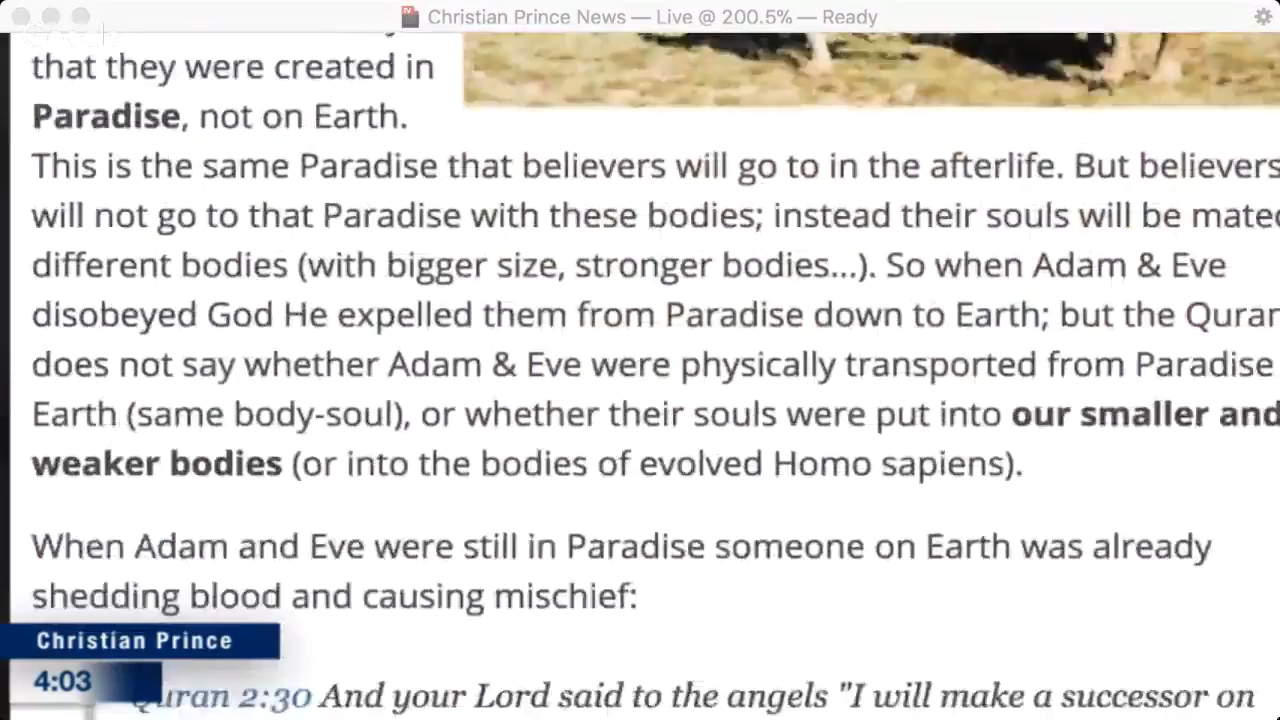 Christian Prince News — Live @ 200.5% — Ready
that they were created in
Paradise, not on Earth.
This is the same Paradise that believers will go to in the afterlife. But believers
will not go to that Paradise with these bodies; instead their souls will be mated
different bodies (with bigger size, stronger bodies...). So when Adam & Eve
disobeyed God He expelled them from Paradise down to Earth; but the Quran
does not say whether Adam & Eve were physically transported from Paradise
Earth (same body-soul), or whether their souls were put into our smaller and
weaker bodies (or into the bodies of evolved Homo sapiens).
When Adam and Eve were still in Paradise someone on Earth was already
shedding blood and causing mischief:
Christian Prince
4:03
Quran 2:30 And your Lord said to the angels "I will make a successor on